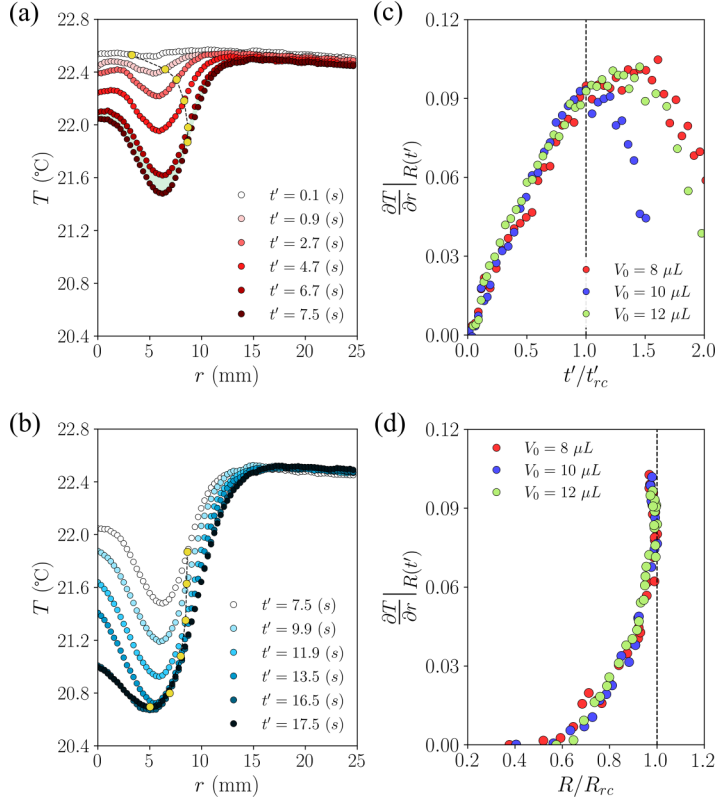 (a)
22.8
22.4
22.0
21.6
21.2
20.8
20.4
T (°C)
t′ = 0.1 (s)
t′ = 0.9 (s)
t′ = 2.7 (s)
t′ = 4.7 (s)
t′ = 6.7 (s)
t′ = 7.5 (s)
0 5 10 15 20 25
r (mm)
(c)
0.12
0.09
0.06
0.03
0.00
∂T/∂r|R(t′)
V0 = 8 μL
V0 = 10 μL
V0 = 12 μL
0.0 0.5 1.0 1.5 2.0
t′/t′rc
(b)
22.8
22.4
22.0
21.6
21.2
20.8
20.4
T (°C)
t′ = 7.5 (s)
t′ = 9.9 (s)
t′ = 11.9 (s)
t′ = 13.5 (s)
t′ = 16.5 (s)
t′ = 17.5 (s)
0 5 10 15 20 25
r (mm)
(d)
0.12
0.09
0.06
0.03
0.00
∂T/∂r|R(t′)
V0 = 8 μL
V0 = 10 μL
V0 = 12 μL
0.2 0.4 0.6 0.8 1.0 1.2
R/Rrc